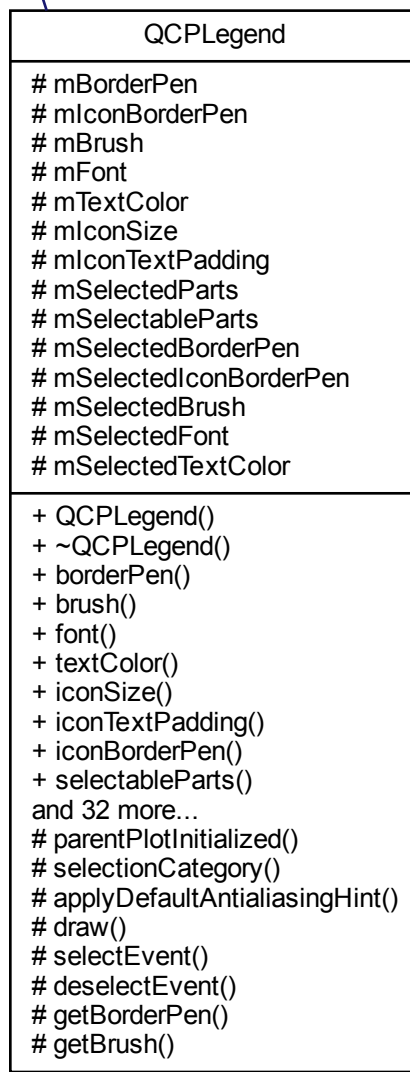 QCPLegend
# mBorderPen
# mIconBorderPen
# mBrush
# mFont
# mTextColor
# mIconSize
# mIconTextPadding
# mSelectedParts
# mSelectableParts
# mSelectedBorderPen
# mSelectedIconBorderPen
# mSelectedBrush
# mSelectedFont
# mSelectedTextColor
+ QCPLegend()
+ ~QCPLegend()
+ borderPen()
+ brush()
+ font()
+ textColor()
+ iconSize()
+ iconTextPadding()
+ iconBorderPen()
+ selectableParts()
and 32 more...
# parentPlotInitialized()
# selectionCategory()
# applyDefaultAntialiasingHint()
# draw()
# selectEvent()
# deselectEvent()
# getBorderPen()
# getBrush()